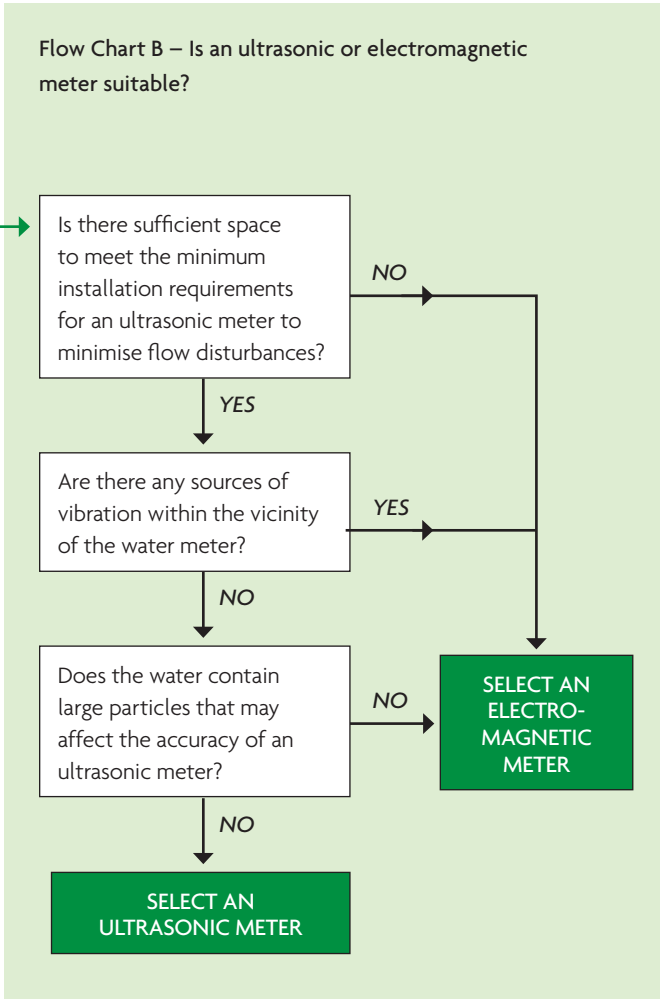 Flow Chart B – Is an ultrasonic or electromagnetic
meter suitable?
Is there sufficient space
to meet the minimum
installation requirements
for an ultrasonic meter to
minimise flow disturbances?
NO
YES
Are there any sources of
vibration within the vicinity
of the water meter?
YES
NO
Does the water contain
large particles that may
affect the accuracy of an
ultrasonic meter?
NO
SELECT AN
ELECTRO-
MAGNETIC
METER
NO
SELECT AN
ULTRASONIC METER